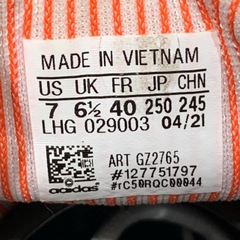 MADE IN VIETNAM
US UK FR JP CHN
7 6½ 40 250 245
LHG 029003 04/21
ART GZ2765
#127751797
adidas #rC50RQC00044